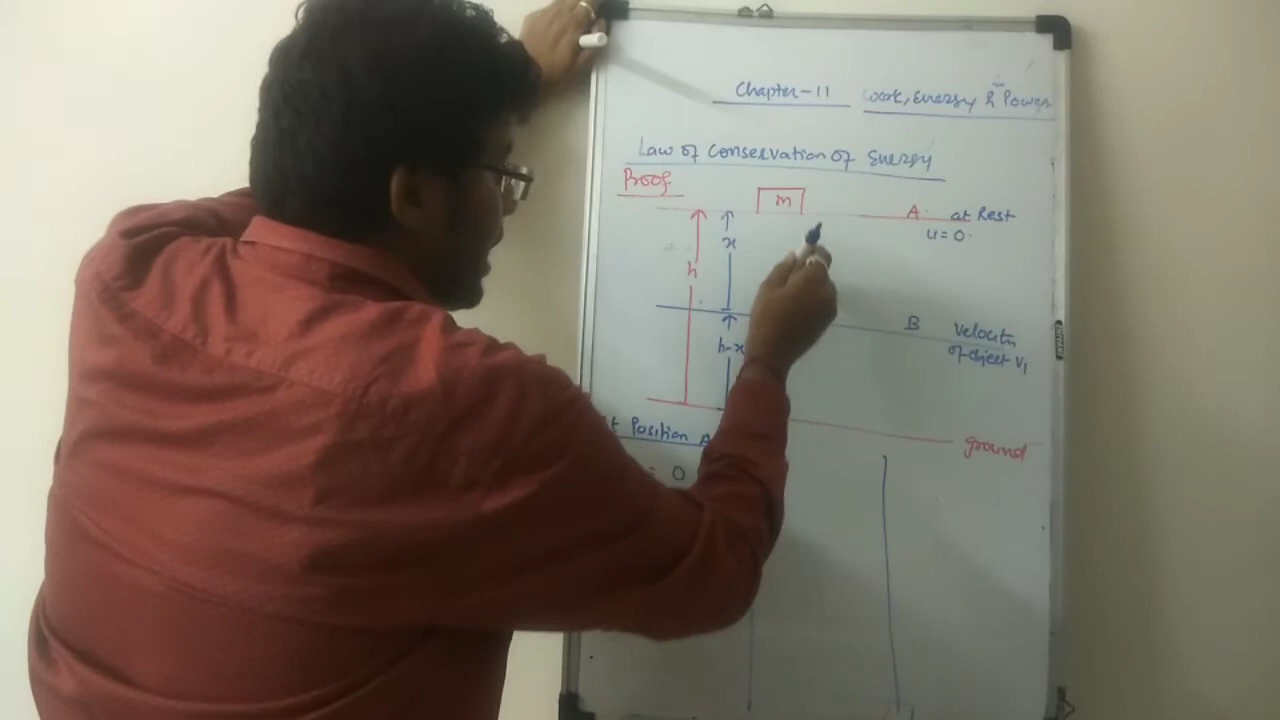 Chapter-11 Work, Energy & Power
Law of Conservation of Energy
Proof
m
A. at Rest
u=0.
x
h
B Velocity
of object V1
h-x
ground
t Position A
= 0